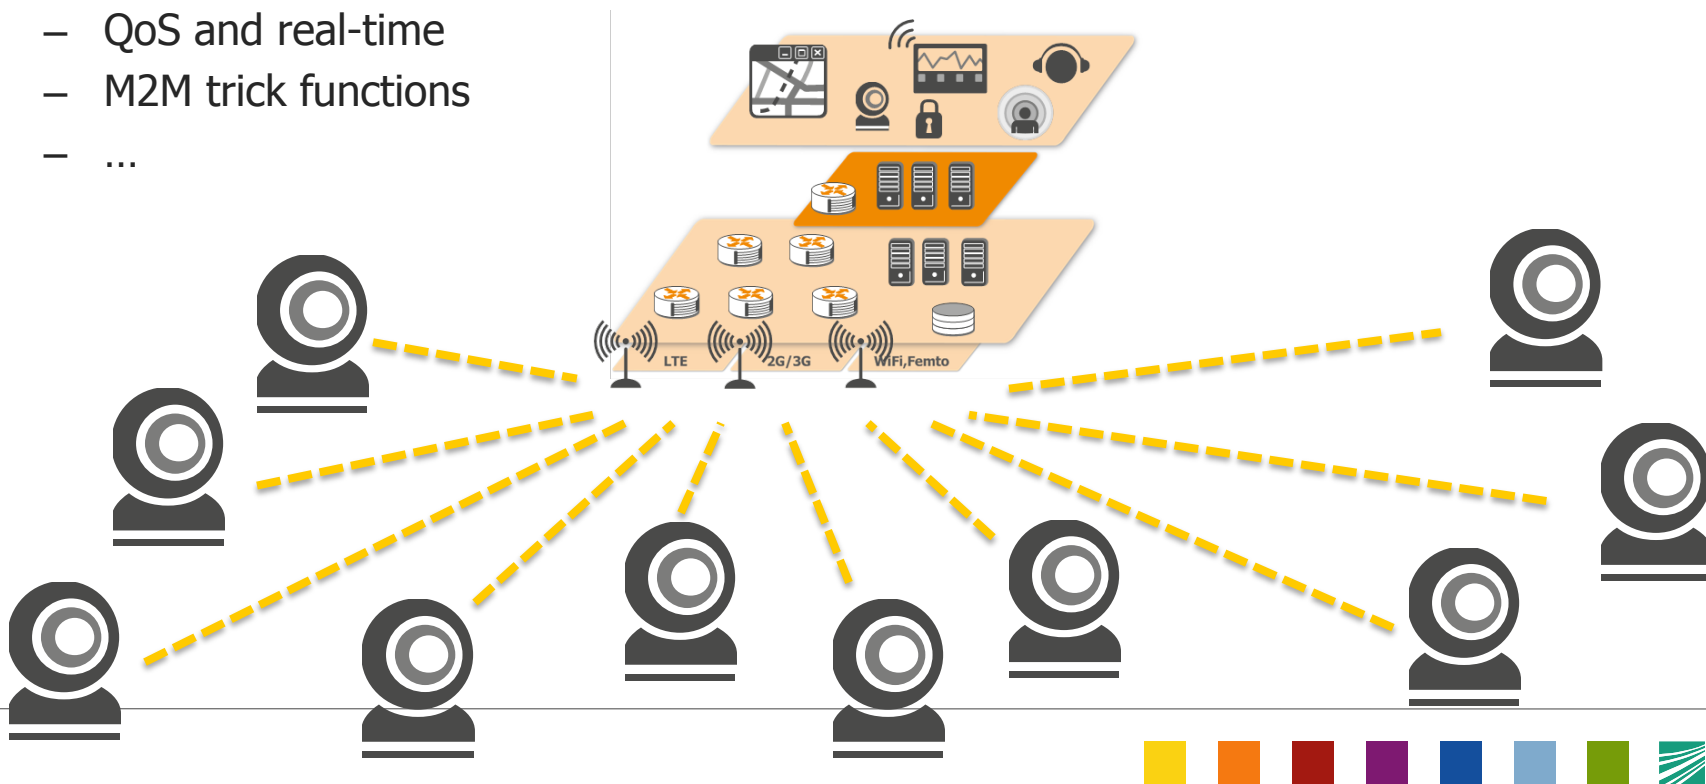 – QoS and real-time
– M2M trick functions
– …
LTE
2G/3G
WiFi,Femto